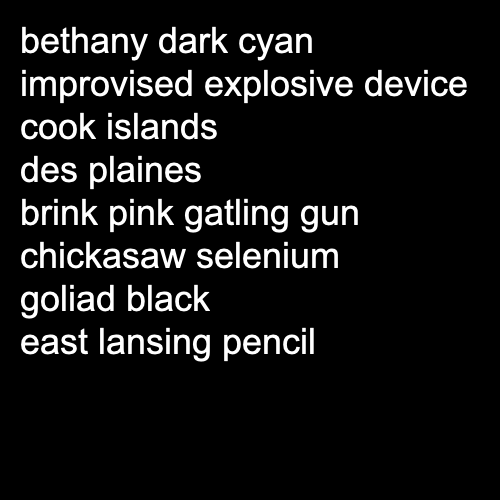 bethany dark cyan
improvised explosive device
cook islands
des plaines
brink pink gatling gun
chickasaw selenium
goliad black
east lansing pencil